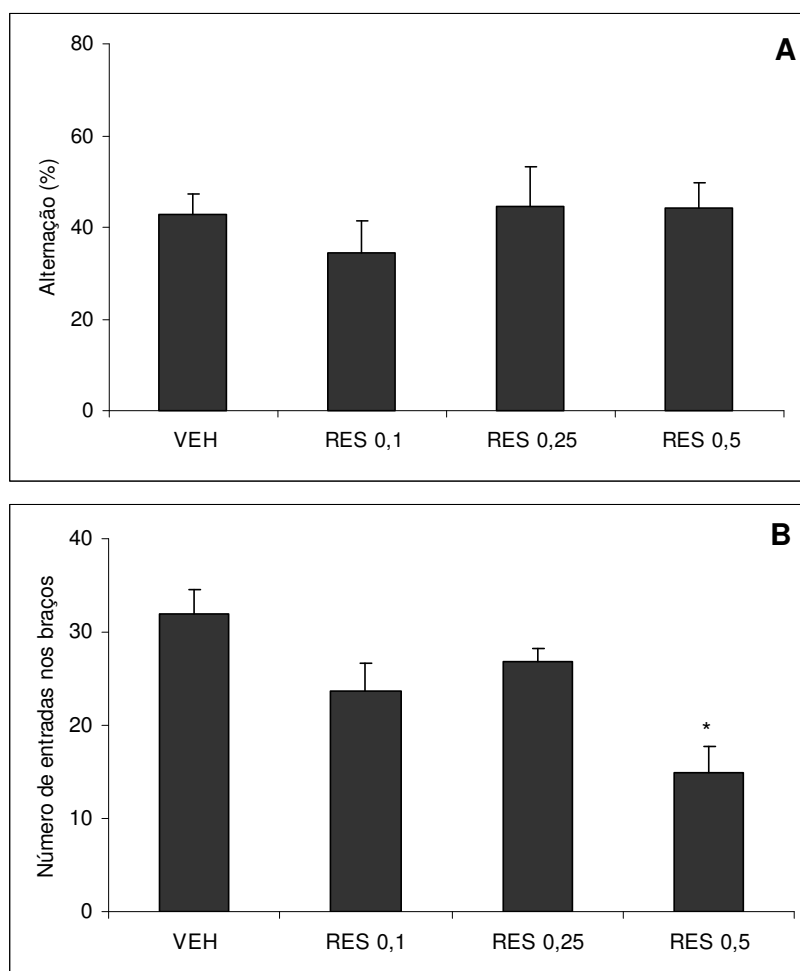 A
Alternação (%)
80
60
40
20
0
VEH RES 0,1 RES 0,25 RES 0,5
B
Número de entradas nos braços
40
30
20
10
0
*
VEH RES 0,1 RES 0,25 RES 0,5